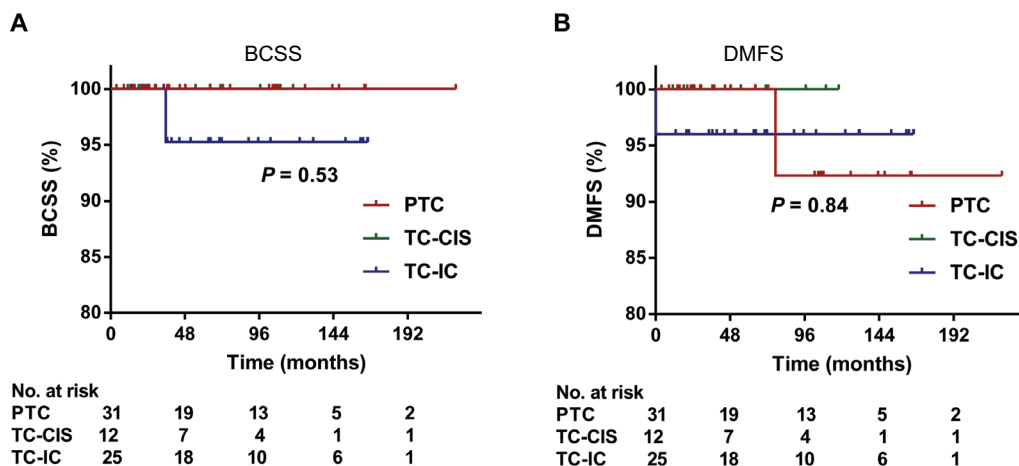 A
BCSS
100
95
90
85
80
BCSS (%)
P = 0.53
PTC
TC-CIS
TC-IC
0 48 96 144 192
Time (months)
No. at risk
PTC 31 19 13 5 2
TC-CIS 12 7 4 1 1
TC-IC 25 18 10 6 1
B
DMFS
100
95
90
85
80
DMFS (%)
P = 0.84
PTC
TC-CIS
TC-IC
0 48 96 144 192
Time (months)
No. at risk
PTC 31 19 13 5 2
TC-CIS 12 7 4 1 1
TC-IC 25 18 10 6 1